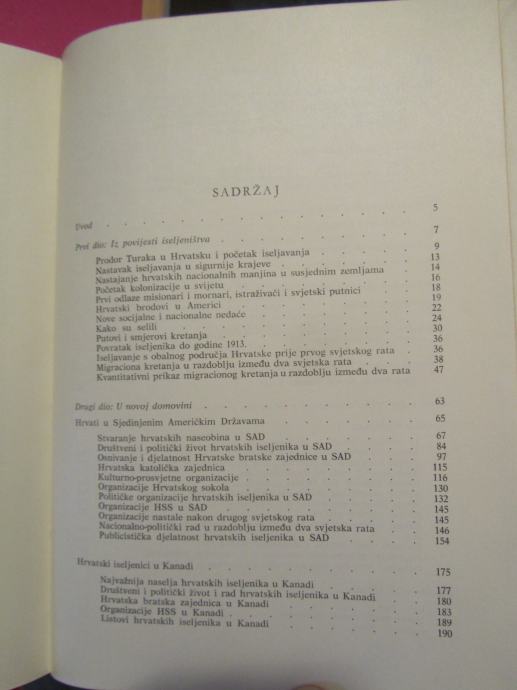 SADRŽAJ
Uvod . . . . . . . . . . . . . . 5
Prvi dio: Iz povijesti iseljeništva . . . . . . . . 7
Prodor Turaka u Hrvatsku i početak iseljavanja . . . . 9
Nastavak iseljavanja u sigurnije krajeve . . . . . 13
Nastajanje hrvatskih nacionalnih manjina u susjednim zemljama 14
Početak kolonizacije u svijetu . . . . . . . 16
Prvi odlaze misionari i mornari, istraživači i svjetski putnici 18
Hrvatski brodovi u Americi . . . . . . . 19
Nove socijalne i nacionalne nedaće . . . . . . 22
Kako su selili . . . . . . . . . . 24
Putovi i smjerovi kretanja . . . . . . . 30
Povratak iseljenika do godine 1913. . . . . . . 36
Iseljavanje s obalnog područja Hrvatske prije prvog svjetskog rata 36
Migraciona kretanja u razdoblju između dva svjetska rata . . 38
Kvantitativni prikaz migracionog kretanja u razdoblju između dva rata 47
Drugi dio: U novoj domovini . . . . . . . . 63
Hrvati u Sjedinjenim Američkim Državama . . . . . . 65
Stvaranje hrvatskih naseobina u SAD . . . . . 67
Društveni i politički život hrvatskih iseljenika u SAD . . 84
Osnivanje i djelatnost Hrvatske bratske zajednice u SAD . . 97
Hrvatska katolička zajednica . . . . . . 115
Kulturno-prosvjetne organizacije . . . . . . 116
Organizacije Hrvatskog sokola . . . . . . 130
Političke organizacije hrvatskih iseljenika u SAD . . . 132
Organizacije HSS u SAD . . . . . . . 145
Organizacije nastale nakon drugog svjetskog rata . . . 145
Nacionalno-politički rad u razdoblju između dva svjetska rata . 146
Publicistička djelatnost hrvatskih iseljenika u SAD . . . 154
Hrvatski iseljenici u Kanadi . . . . . . . . 175
Najvažnija naselja hrvatskih iseljenika u Kanadi . . . 177
Društveni i politički život i rad hrvatskih iseljenika u Kanadi . 180
Hrvatska bratska zajednica u Kanadi . . . . . 183
Organizacije HSS u Kanadi . . . . . . . 189
Listovi hrvatskih iseljenika u Kanadi . . . . . 190